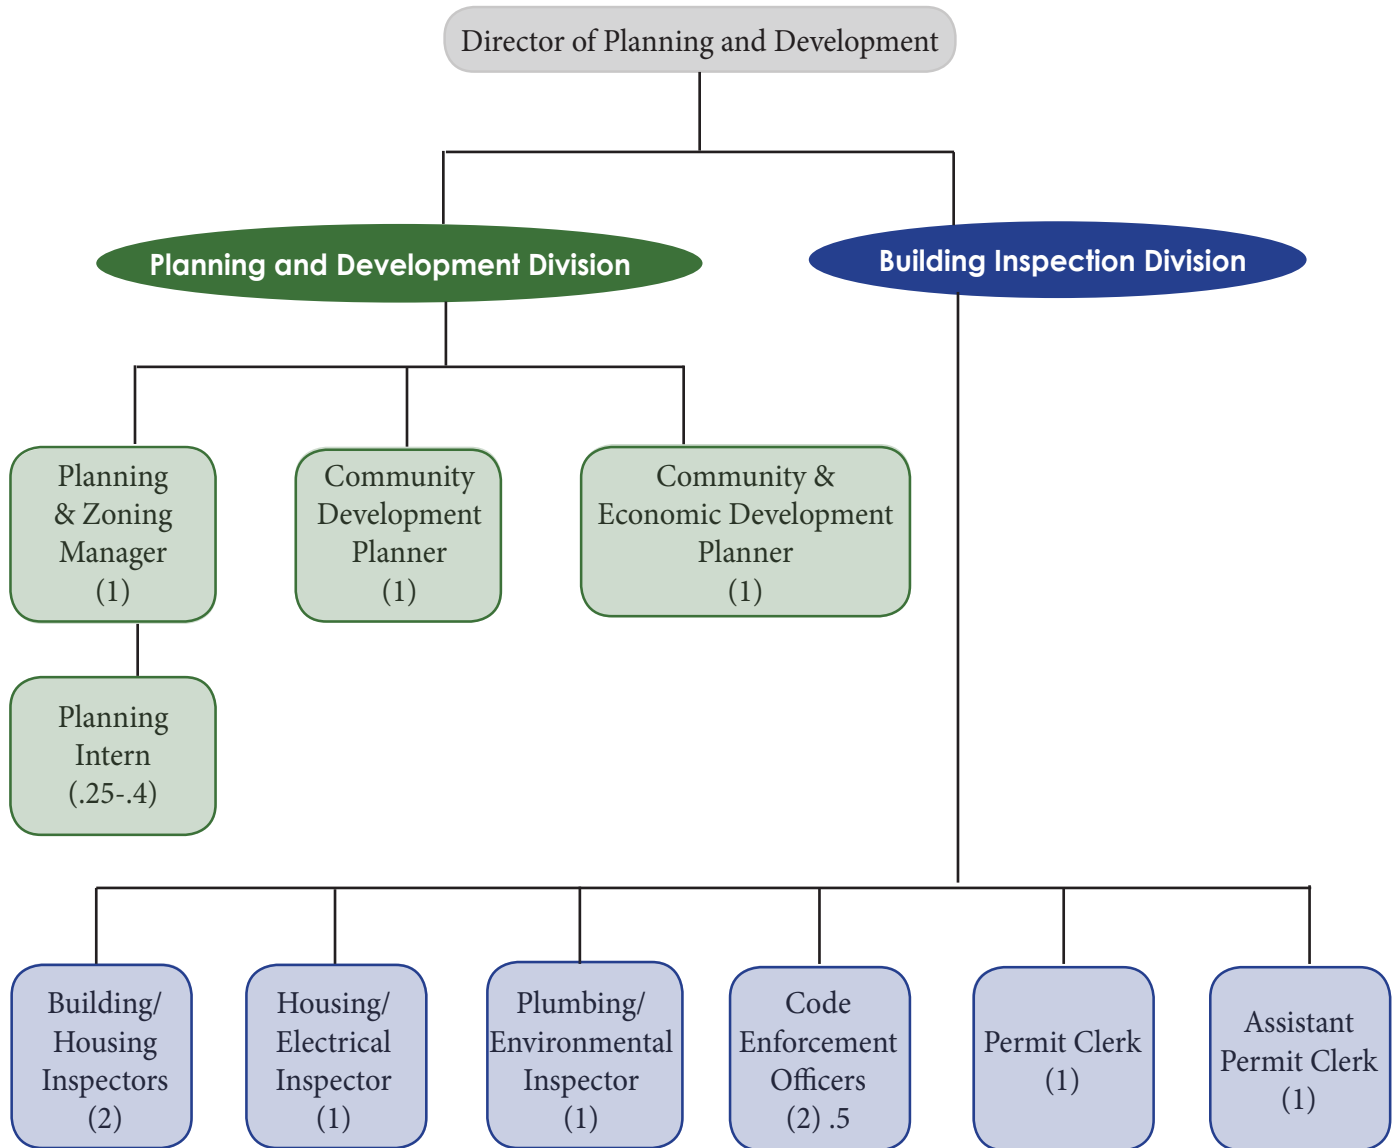 Director of Planning and Development
Planning and Development Division
Building Inspection Division
Planning
& Zoning
Manager
(1)
Community
Development
Planner
(1)
Community &
Economic Development
Planner
(1)
Planning
Intern
(.25-.4)
Building/
Housing
Inspectors
(2)
Housing/
Electrical
Inspector
(1)
Plumbing/
Environmental
Inspector
(1)
Code
Enforcement
Officers
(2) .5
Permit Clerk
(1)
Assistant
Permit Clerk
(1)